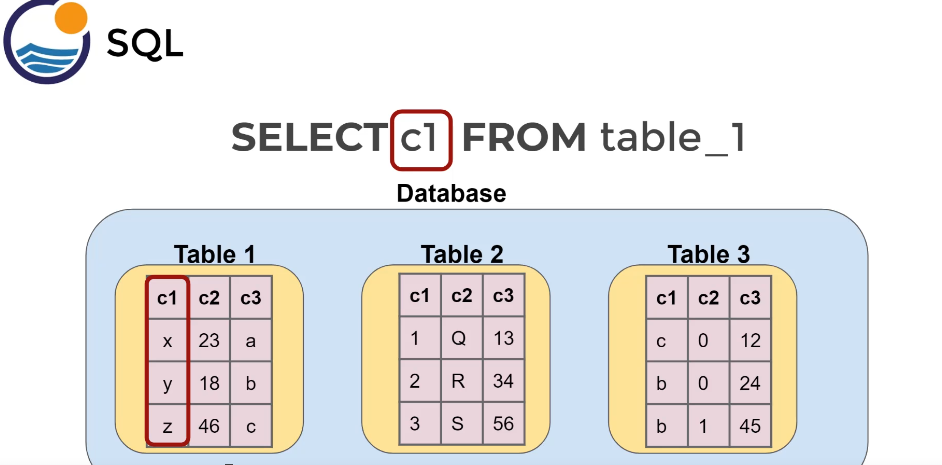 SQL
SELECT c1 FROM table_1
Database
Table 1 Table 2 Table 3
c1 c2 c3 c1 c2 c3 c1 c2 c3
x 23 a 1 Q 13 c 0 12
y 18 b 2 R 34 b 0 24
z 46 c 3 S 56 b 1 45